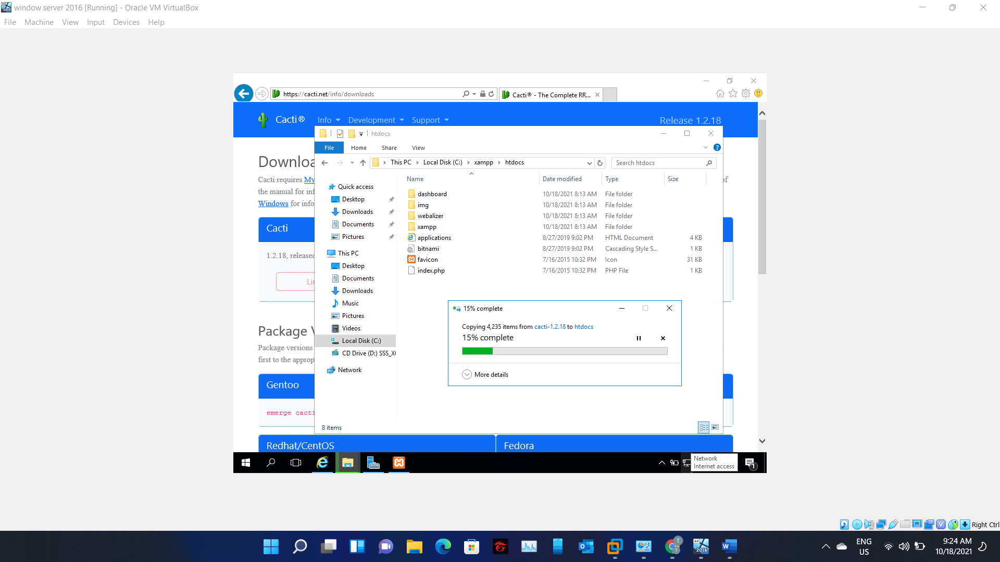 window server 2016 [Running] - Oracle VM VirtualBox
File Machine View Input Devices Help
https://cacti.net/info/downloads
Cacti® - The Complete RR...
Cacti®
Info
Development
Support
Release 1.2.18
htdocs
File Home Share View
This PC > Local Disk (C:) > xampp > htdocs
Search htdocs
Name Date modified Type Size
dashboard 10/18/2021 8:13 AM File folder
img 10/18/2021 8:13 AM File folder
webalizer 10/18/2021 8:13 AM File folder
xampp 10/18/2021 8:13 AM File folder
applications 8/27/2019 9:02 PM HTML Document 4 KB
bitnami 8/27/2019 9:02 PM Cascading Style S... 1 KB
favicon 7/16/2015 10:32 PM Icon 31 KB
index.php 7/16/2015 10:32 PM PHP File 1 KB
Quick access
Desktop
Downloads
Documents
Pictures
This PC
Desktop
Documents
Downloads
Music
Pictures
Videos
Local Disk (C:)
CD Drive (D:) SSS_X
Network
8 items
15% complete
Copying 4,235 items from cacti-1.2.18 to htdocs
15% complete
More details
Downloa
Cacti requires My
of
the manual for inf
Windows for info
Cacti
1.2.18, released
Li
Package V
Package versions
first to the approp
Gentoo
emerge cacti
Redhat/CentOS
Fedora
Network
Internet access
1
Right Ctrl
64
2016
ENG
US
9:24 AM
10/18/2021